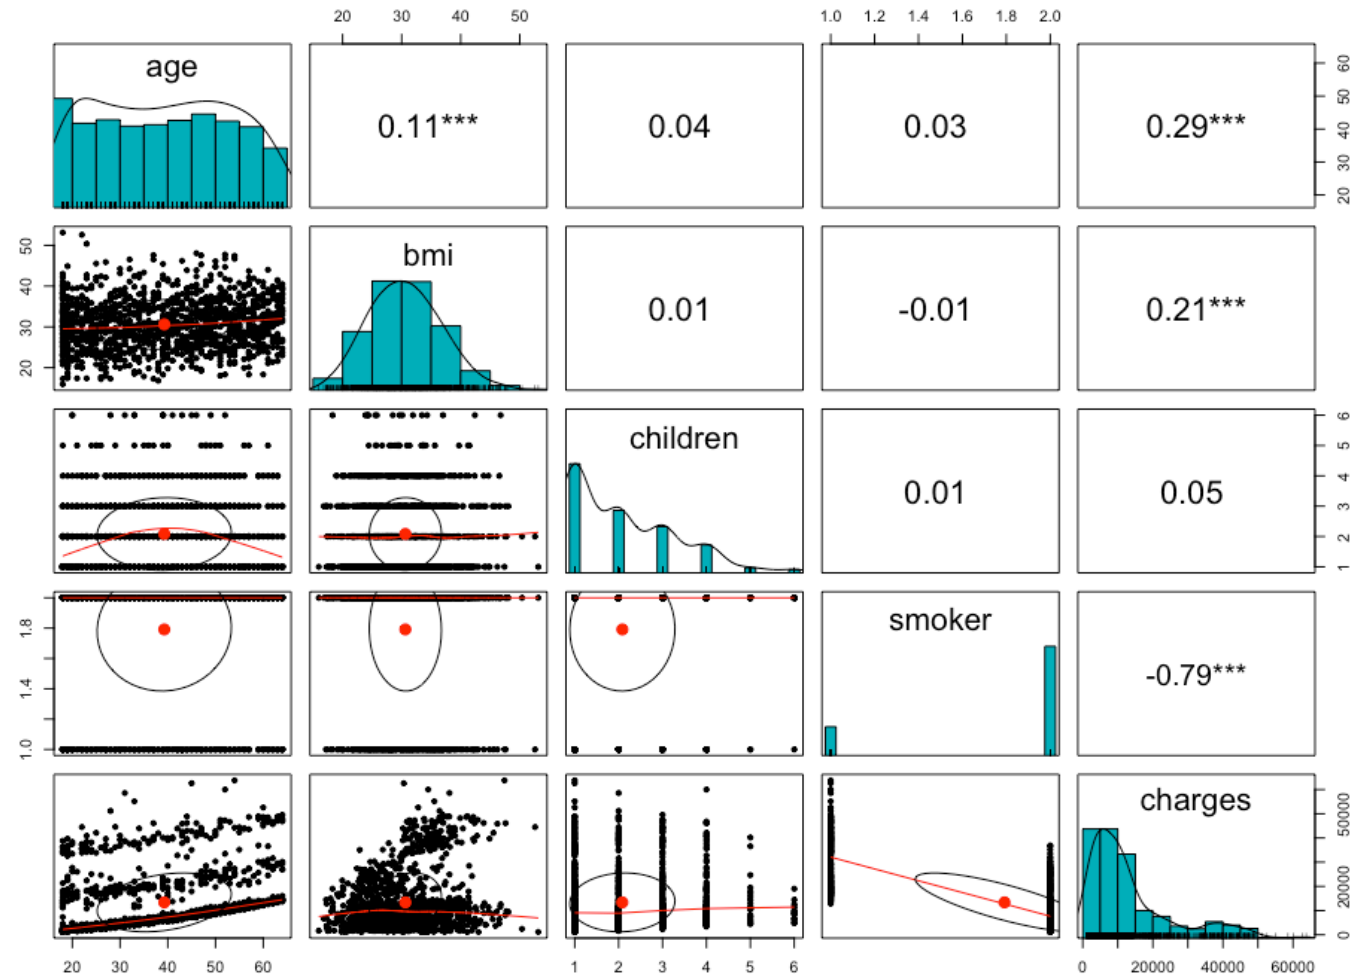 20 30 40 50 1.0 1.2 1.4 1.6 1.8 2.0
age 0.11*** 0.04 0.03 0.29***
20 30 40 50 60
20 30 40 50
bmi 0.01 -0.01 0.21***
children 0.01 0.05
1 2 3 4 5 6
1.0 1.4 1.8
smoker -0.79***
charges
0 20000 50000
20 30 40 50 60 1 2 3 4 5 6 0 20000 40000 60000